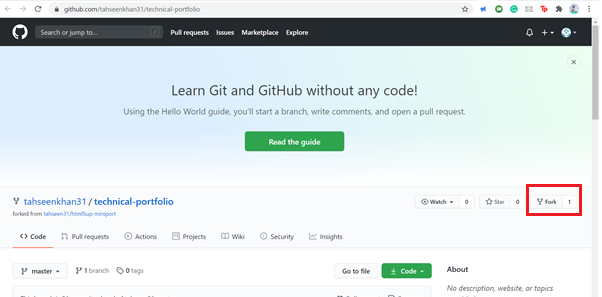 github.com/tahseenkhan31/technical-portfolio
Search or jump to... / Pull requests Issues Marketplace Explore
Learn Git and GitHub without any code!
Using the Hello World guide, you'll start a branch, write comments, and open a pull request.
Read the guide
tahseenkhan31 / technical-portfolio
Watch 0 Star 0 Fork 1
forked from tahseen31/html5up-miniport
Code Pull requests Actions Projects Wiki Security Insights
master 1 branch 0 tags Go to file Code About
No description, website, or topics